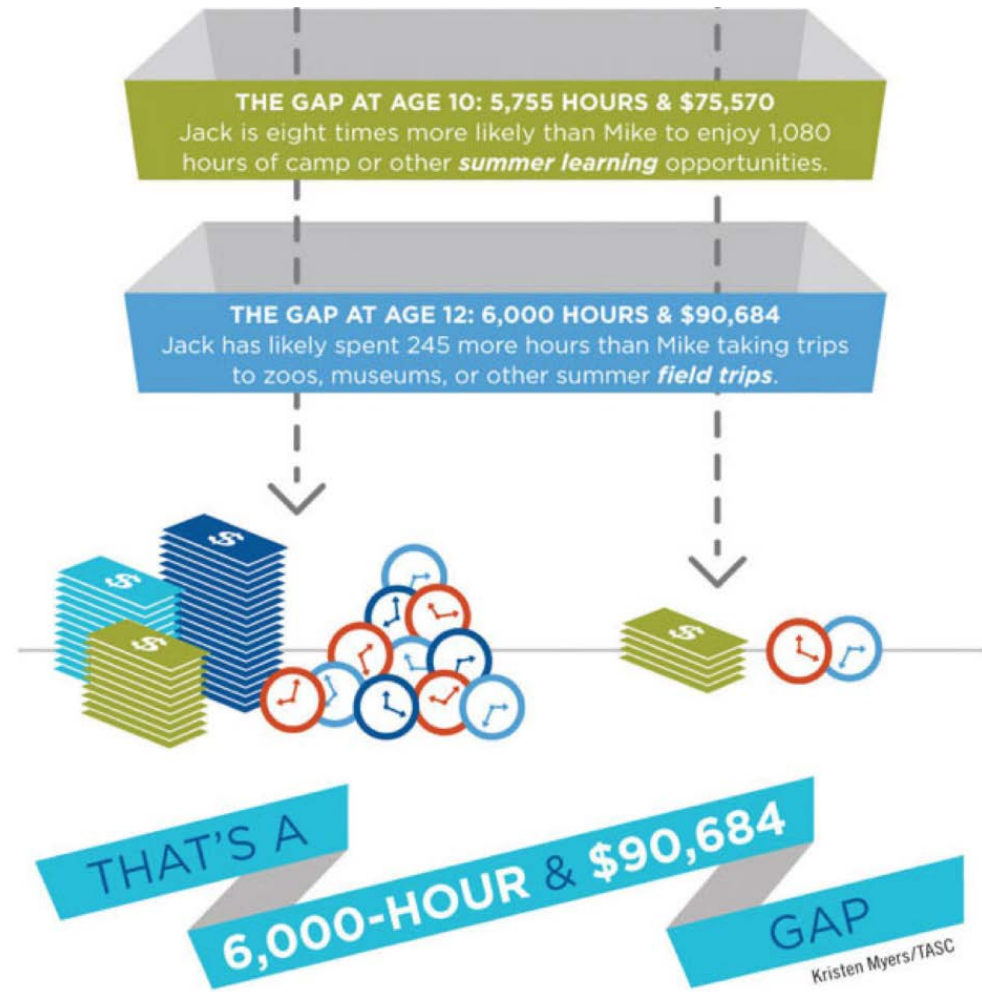 THE GAP AT AGE 10: 5,755 HOURS & $75,570
Jack is eight times more likely than Mike to enjoy 1,080
hours of camp or other summer learning opportunities.
THE GAP AT AGE 12: 6,000 HOURS & $90,684
Jack has likely spent 245 more hours than Mike taking trips
to zoos, museums, or other summer field trips.
$
$
$
$
THAT'S A
6,000-HOUR & $90,684
GAP
Kristen Myers/TASC